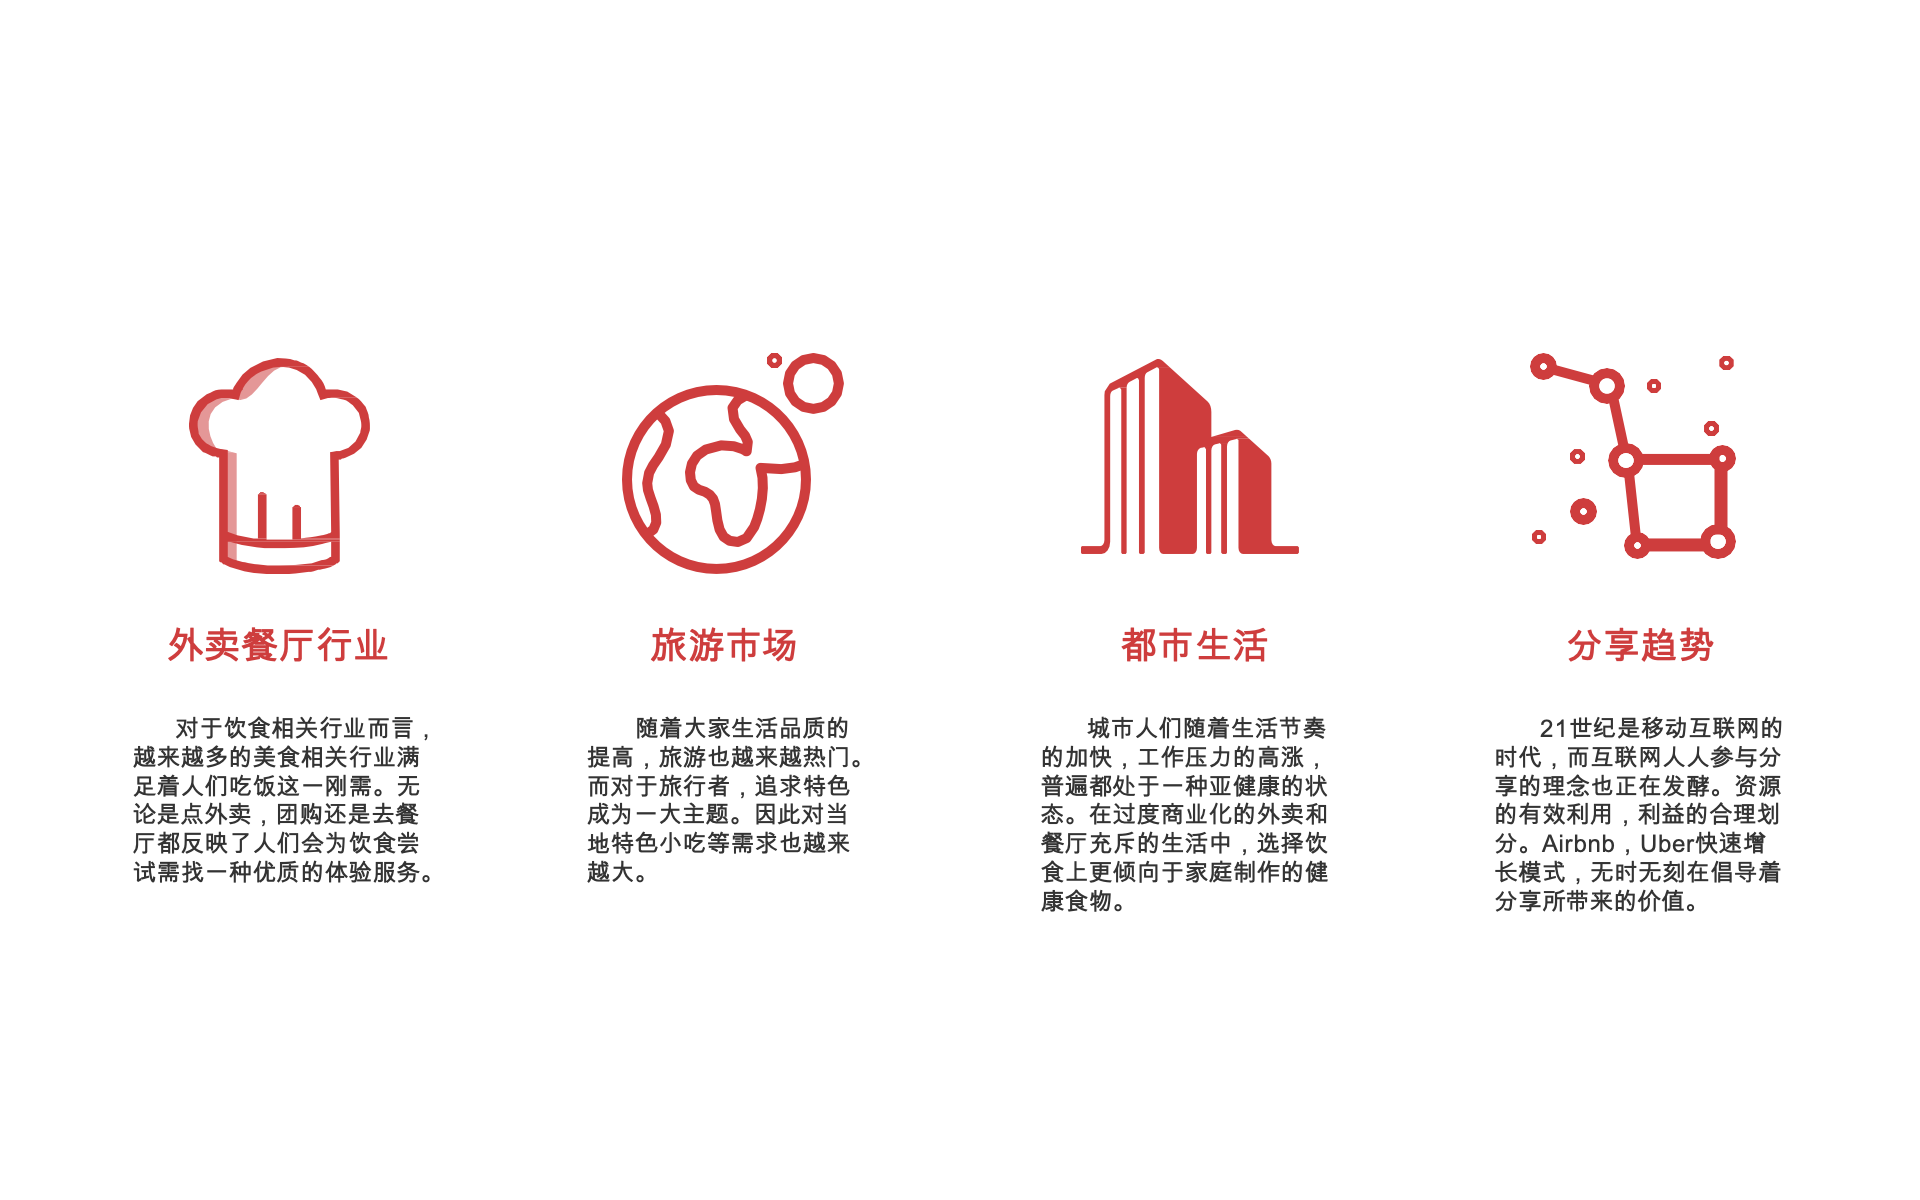 外卖餐厅行业
对于饮食相关行业而言，
越来越多的美食相关行业满
足着人们吃饭这一刚需。无
论是点外卖，团购还是去餐
厅都反映了人们会为饮食尝
试需找一种优质的体验服务。
旅游市场
随着大家生活品质的
提高，旅游也越来越热门。
而对于旅行者，追求特色
成为一大主题。因此对当
地特色小吃等需求也越来
越大。
都市生活
城市人们随着生活节奏
的加快，工作压力的高涨，
普遍都处于一种亚健康的状
态。在过度商业化的外卖和
餐厅充斥的生活中，选择饮
食上更倾向于家庭制作的健
康食物。
分享趋势
21世纪是移动互联网的
时代，而互联网人人参与分
享的理念也正在发酵。资源
的有效利用，利益的合理划
分。Airbnb，Uber快速增
长模式，无时无刻在倡导着
分享所带来的价值。